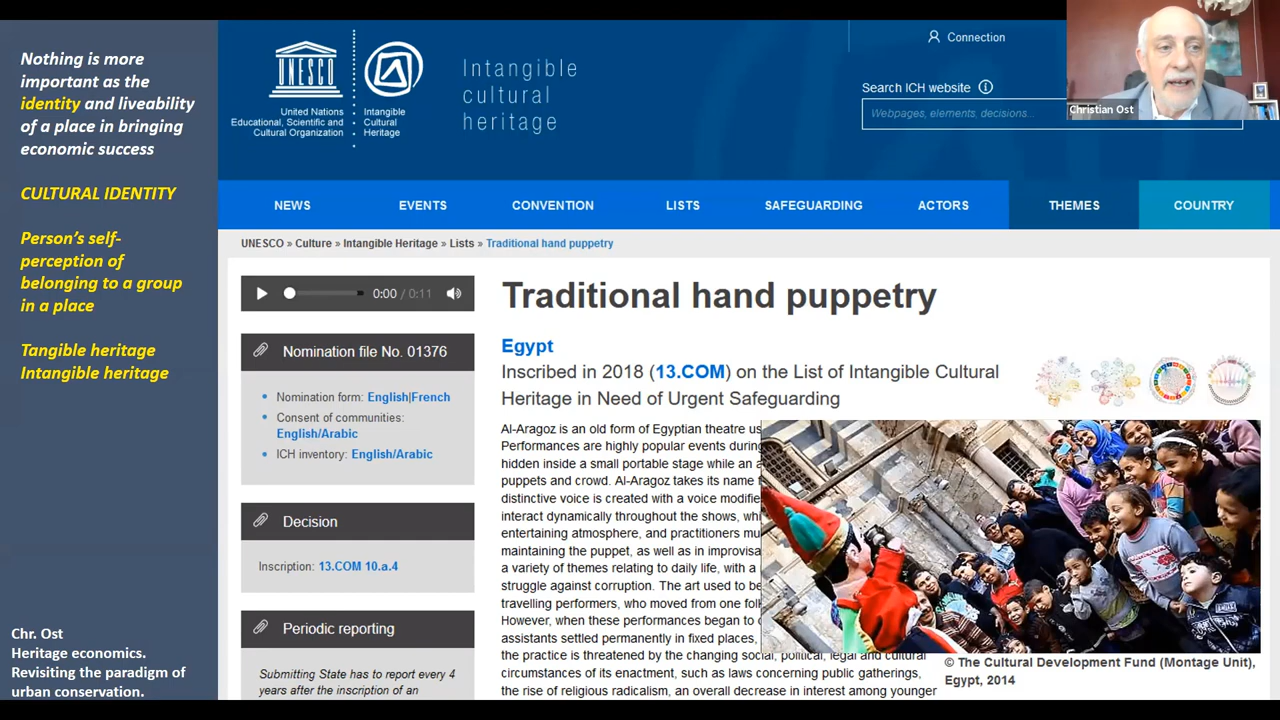 Nothing is more
important as the
identity and liveability
of a place in bringing
economic success
CULTURAL IDENTITY
Person’s self-
perception of
belonging to a group
in a place
Tangible heritage
Intangible heritage
Chr. Ost
Heritage economics.
Revisiting the paradigm of
urban conservation.
UNESCO
United Nations
Educational, Scientific and
Cultural Organization
Intangible
Cultural
Heritage
Intangible
cultural
heritage
Connection
Search ICH website
Webpages, elements, decisions...
Christian Ost
NEWS EVENTS CONVENTION LISTS SAFEGUARDING ACTORS THEMES COUNTRY
UNESCO » Culture » Intangible Heritage » Lists » Traditional hand puppetry
0:00 / 0:11
Nomination file No. 01376
Nomination form: English|French
Consent of communities:
English/Arabic
ICH inventory: English/Arabic
Decision
Inscription: 13.COM 10.a.4
Periodic reporting
Submitting State has to report every 4
years after the inscription of an
Traditional hand puppetry
Egypt
Inscribed in 2018 (13.COM) on the List of Intangible Cultural
Heritage in Need of Urgent Safeguarding
Al-Aragoz is an old form of Egyptian theatre
Performances are highly popular events
hidden inside a small portable stage while an
puppets and crowd. Al-Aragoz takes its name
distinctive voice is created with a voice
interact dynamically throughout the shows,
entertaining atmosphere, and practitioners
maintaining the puppet, as well as in
a variety of themes relating to daily life, with a
struggle against corruption. The art used to
travelling performers, who moved from one
However, when these performances began to
assistants settled permanently in fixed places,
the practice is threatened by the changing social, political, legal and cultural
circumstances of its enactment, such as laws concerning public gatherings,
the rise of religious radicalism, an overall decrease in interest among younger
© The Cultural Development Fund (Montage Unit),
Egypt, 2014